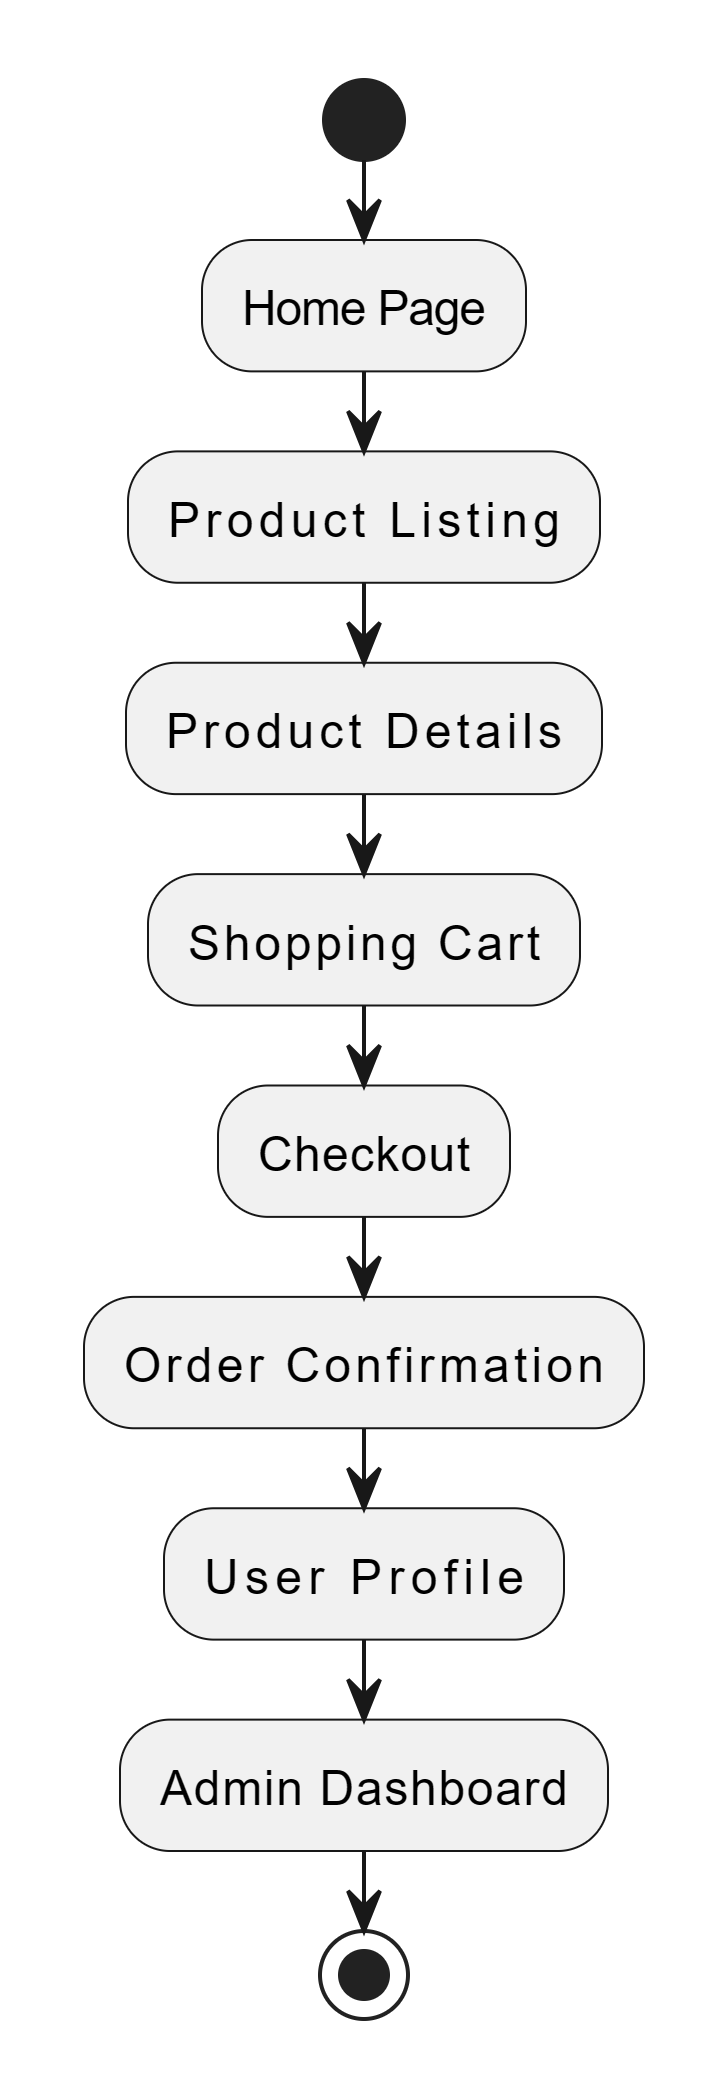 Home Page
Product Listing
Product Details
Shopping Cart
Checkout
Order Confirmation
User Profile
Admin Dashboard